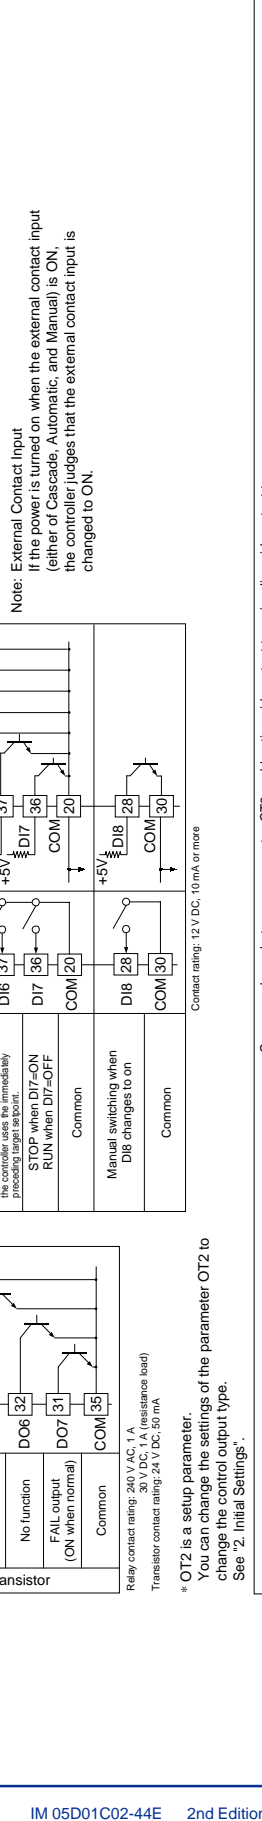 ansistor
No function
FAIL output
(ON when normal)
Common
32
DO6
31
DO7
35
COM
Relay contact rating: 240 V AC, 1 A
30 V DC, 1 A (resistance load)
Transistor contact rating: 24 V DC, 50 mA
* OT2 is a setup parameter.
You can change the settings of the parameter OT2 to
change the control output type.
See "2. Initial Settings".
the controller uses the immediately
preceding target setpoint.
STOP when DI7=ON
RUN when DI7=OFF
Common
Manual switching when
DI8 changes to on
Common
37
DI6
36
DI7
20
COM
28
DI8
30
COM
37
+5V
36
DI7
20
COM
+5V
28
DI8
30
COM
Contact rating: 12 V DC, 10 mA or more
Note: External Contact Input
If the power is turned on when the external contact input
(either of Cascade, Automatic, and Manual) is ON,
the controller judges that the external contact input is
changed to ON.
IM 05D01C02-44E 2nd Edition